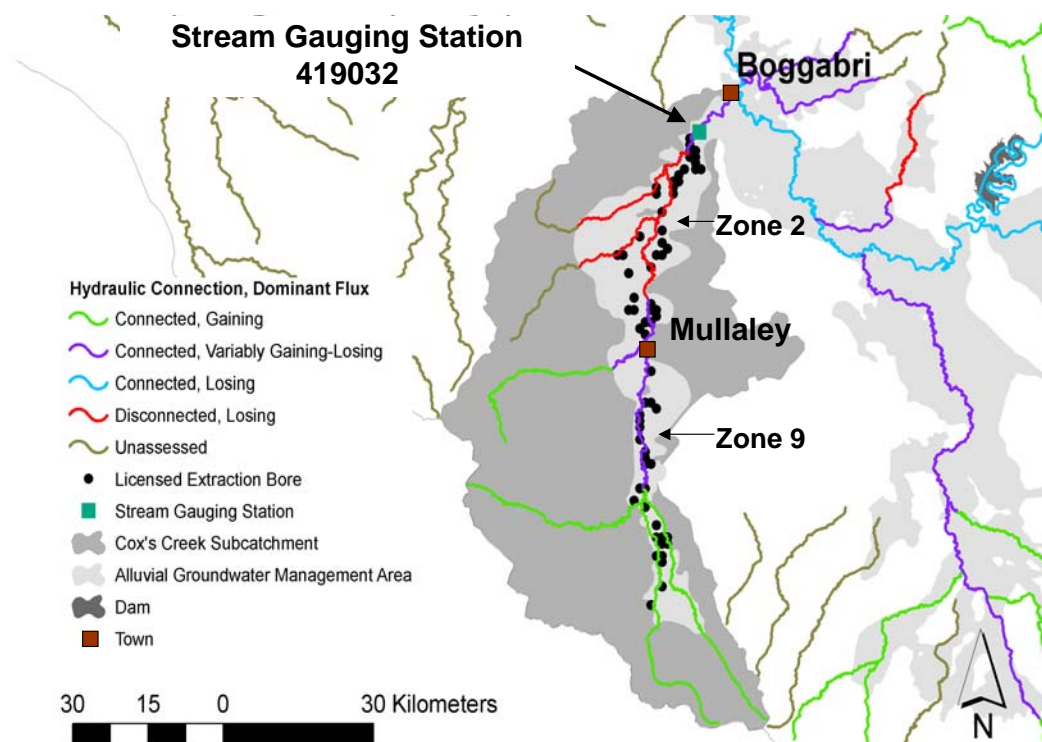 Stream Gauging Station
419032
Boggabri
Zone 2
Mullaley
Zone 9
Hydraulic Connection, Dominant Flux
Connected, Gaining
Connected, Variably Gaining-Losing
Connected, Losing
Disconnected, Losing
Unassessed
Licensed Extraction Bore
Stream Gauging Station
Cox's Creek Subcatchment
Alluvial Groundwater Management Area
Dam
Town
30 15 0 30 Kilometers
N